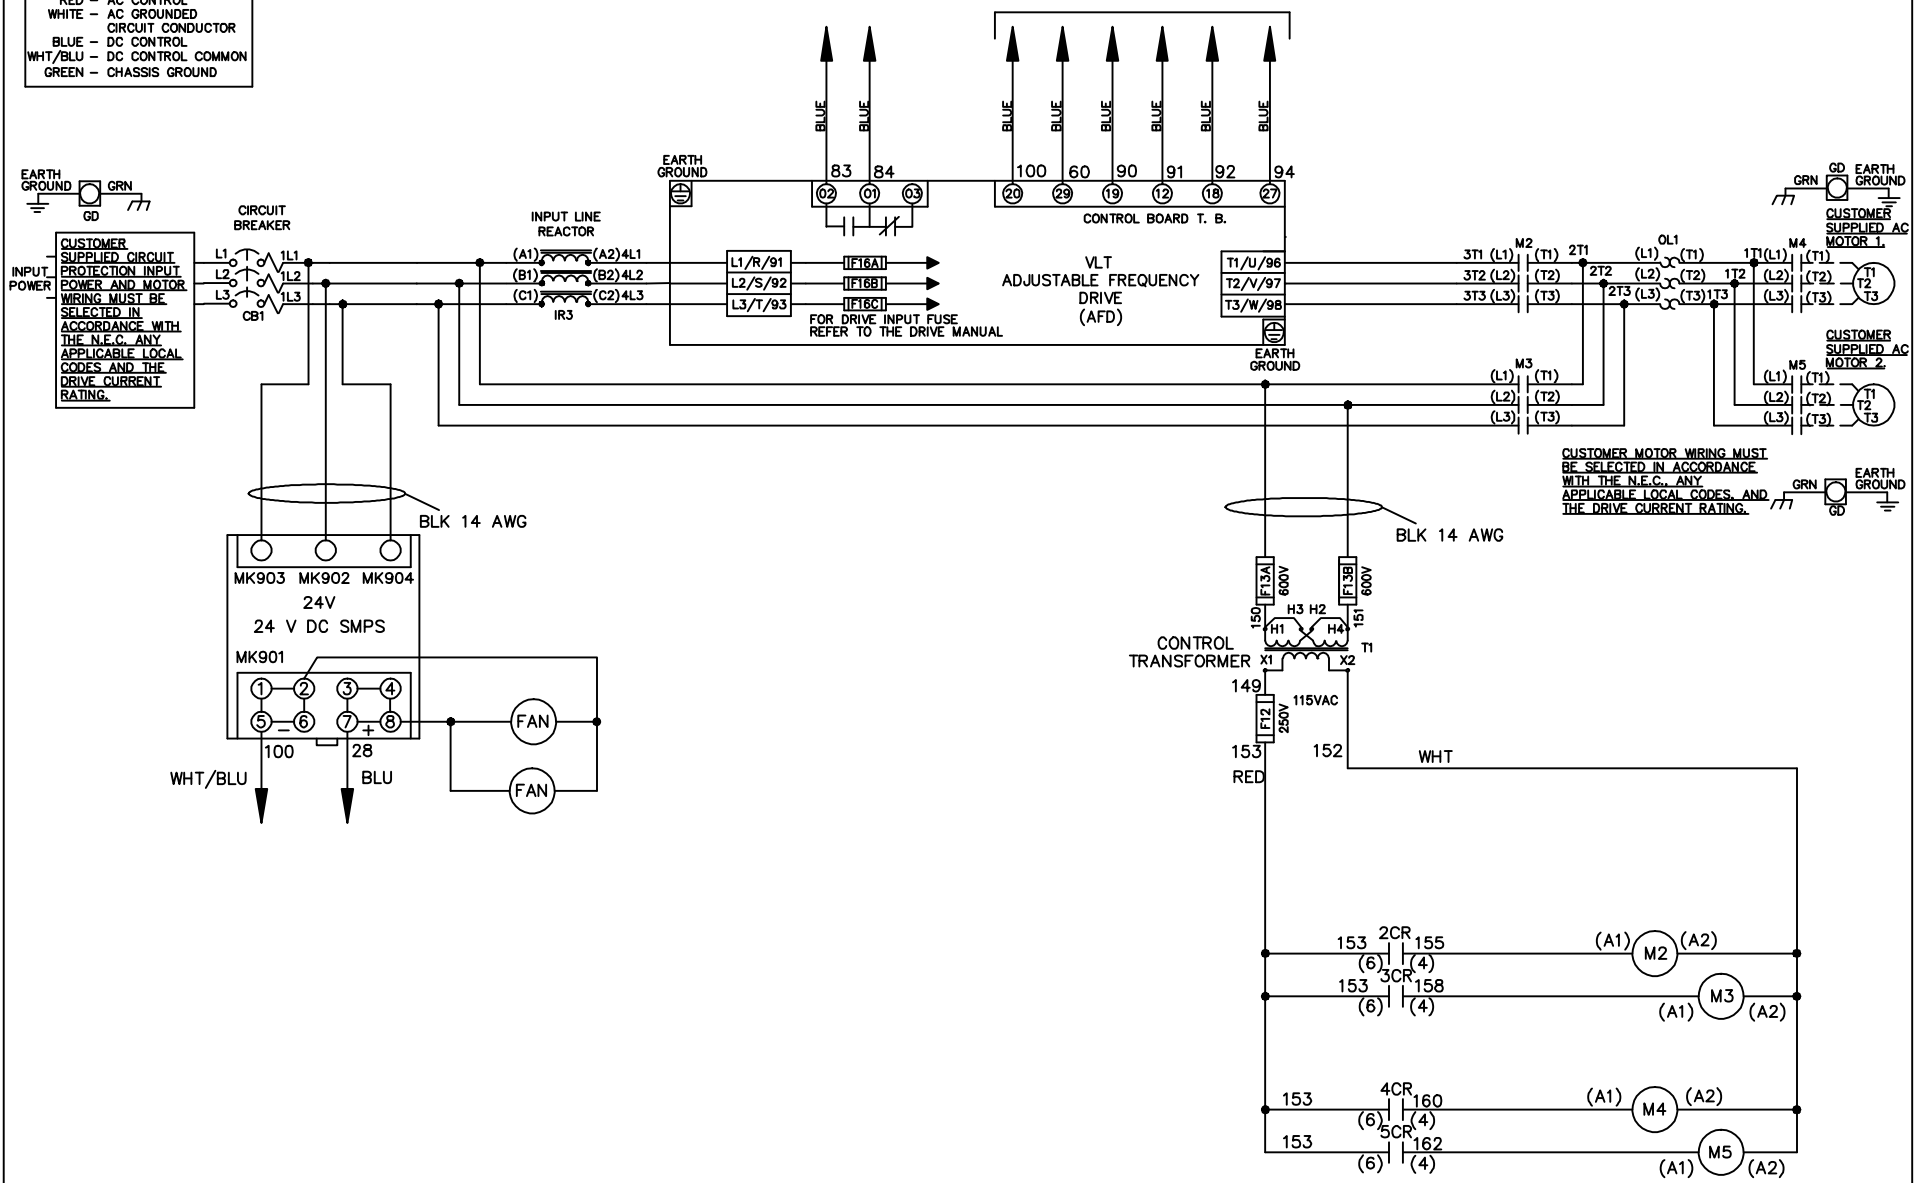 RED – AC CONTROL
WHITE – AC GROUNDED
CIRCUIT CONDUCTOR
BLUE – DC CONTROL
WHT/BLU – DC CONTROL COMMON
GREEN – CHASSIS GROUND
BLUE
BLUE
BLUE
BLUE
BLUE
BLUE
BLUE
BLUE
EARTH
GROUND
GRN
GD
CIRCUIT
BREAKER
INPUT LINE
REACTOR
EARTH
GROUND
83
84
100
60
90
91
92
94
02
01
03
20
29
19
12
18
27
CONTROL BOARD T. B.
INPUT
POWER
CUSTOMER
SUPPLIED CIRCUIT
PROTECTION INPUT
POWER AND MOTOR
WIRING MUST BE
SELECTED IN
ACCORDANCE WITH
THE N.E.C. ANY
APPLICABLE LOCAL
CODES AND THE
DRIVE CURRENT
RATING.
L1
1L1
L2
1L2
L3
1L3
CB1
(A1)
(A2)
4L1
(B1)
(B2)
4L2
(C1)
(C2)
4L3
IR3
L1/R/91
L2/S/92
L3/T/93
F16A
F16B
F16C
FOR DRIVE INPUT FUSE
REFER TO THE DRIVE MANUAL
VLT
ADJUSTABLE FREQUENCY
DRIVE
(AFD)
T1/U/96
T2/V/97
T3/W/98
EARTH
GROUND
M2
3T1 (L1)
(T1)
2T1
3T2 (L2)
(T2)
2T2
3T3 (L3)
(T3)
2T3
OL1
(L1)
(T1)
1T1
(L2)
(T2)
1T2
(L3)
(T3)
1T3
M4
(L1)
(T1)
(L2)
(T2)
(L3)
(T3)
T1
T2
T3
GRN
GD
EARTH
GROUND
CUSTOMER
SUPPLIED AC
MOTOR 1.
CUSTOMER
SUPPLIED AC
MOTOR 2.
M3
(L1)
(T1)
(L2)
(T2)
(L3)
(T3)
M5
(L1)
(T1)
(L2)
(T2)
(L3)
(T3)
T1
T2
T3
CUSTOMER MOTOR WIRING MUST
BE SELECTED IN ACCORDANCE
WITH THE N.E.C., ANY
APPLICABLE LOCAL CODES, AND
THE DRIVE CURRENT RATING.
GRN
GD
EARTH
GROUND
BLK 14 AWG
BLK 14 AWG
MK903
MK902
MK904
24V
24 V DC SMPS
MK901
1
2
3
4
5
6
7
8
–
+
100
28
WHT/BLU
BLU
FAN
FAN
F13A
600V
F13B
600V
150
151
H3 H2
H1
H4
CONTROL
TRANSFORMER
T1
X1
X2
149
115VAC
F12
250V
153
152
RED
WHT
153
2CR
155
(6)
(4)
(A1)
M2
(A2)
153
3CR
158
(6)
(4)
(A1)
M3
(A2)
153
4CR
160
(6)
(4)
(A1)
M4
(A2)
153
5CR
162
(6)
(4)
(A1)
M5
(A2)